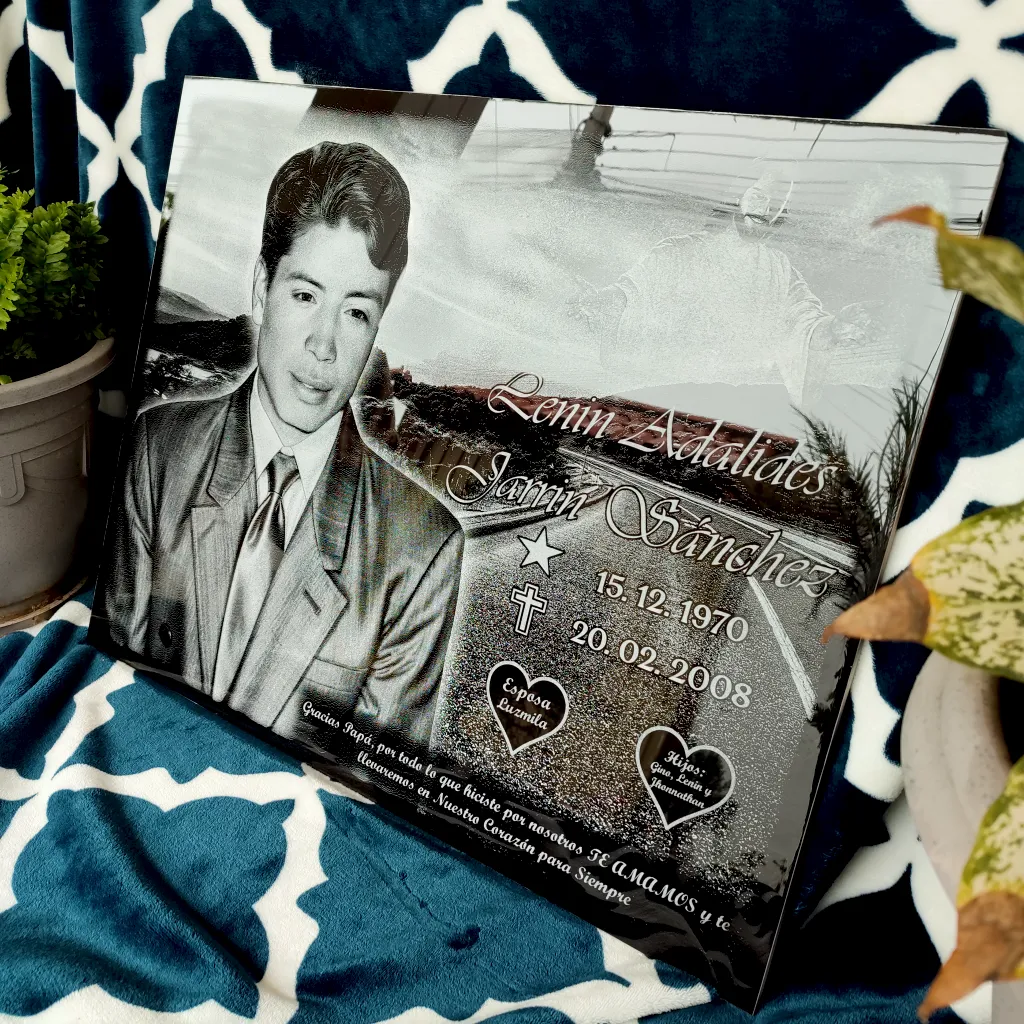 Lenin Adalides
Jamin Sánchez
15. 12. 1970
20. 02. 2008
Esposa
Luzmila
Hijos:
Gino, Lenin y
Jhonnathan
Gracias Papá, por todo lo que hiciste por nosotros TE AMAMOS y te
llevaremos en Nuestro Corazón para Siempre